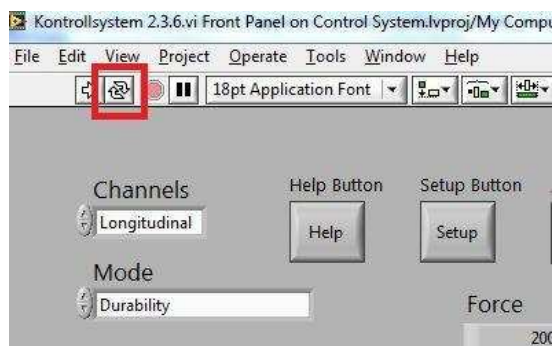 Kontrollsystem 2.3.6.vi Front Panel on Control System.lvproj/My Compu
File Edit View Project Operate Tools Window Help
18pt Application Font
Channels Help Button Setup Button
Longitudinal Help Setup
Mode
Durability
Force
200